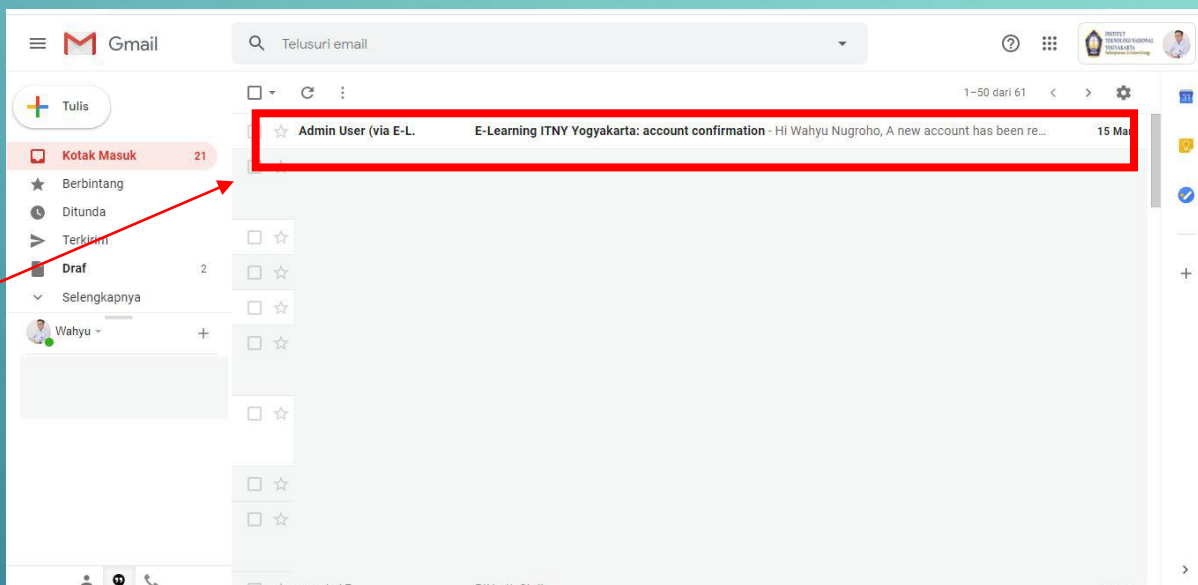 Gmail
Telusuri email
INSTITUT
TEKNOLOGI NASIONAL
YOGYAKARTA
Tulis
1–50 dari 61
31
Admin User (via E-L. E-Learning ITNY Yogyakarta: account confirmation - Hi Wahyu Nugroho, A new account has been re... 15 Mar
Kotak Masuk 21
Berbintang
Ditunda
Terkirim
Draf 2
Selengkapnya
Wahyu